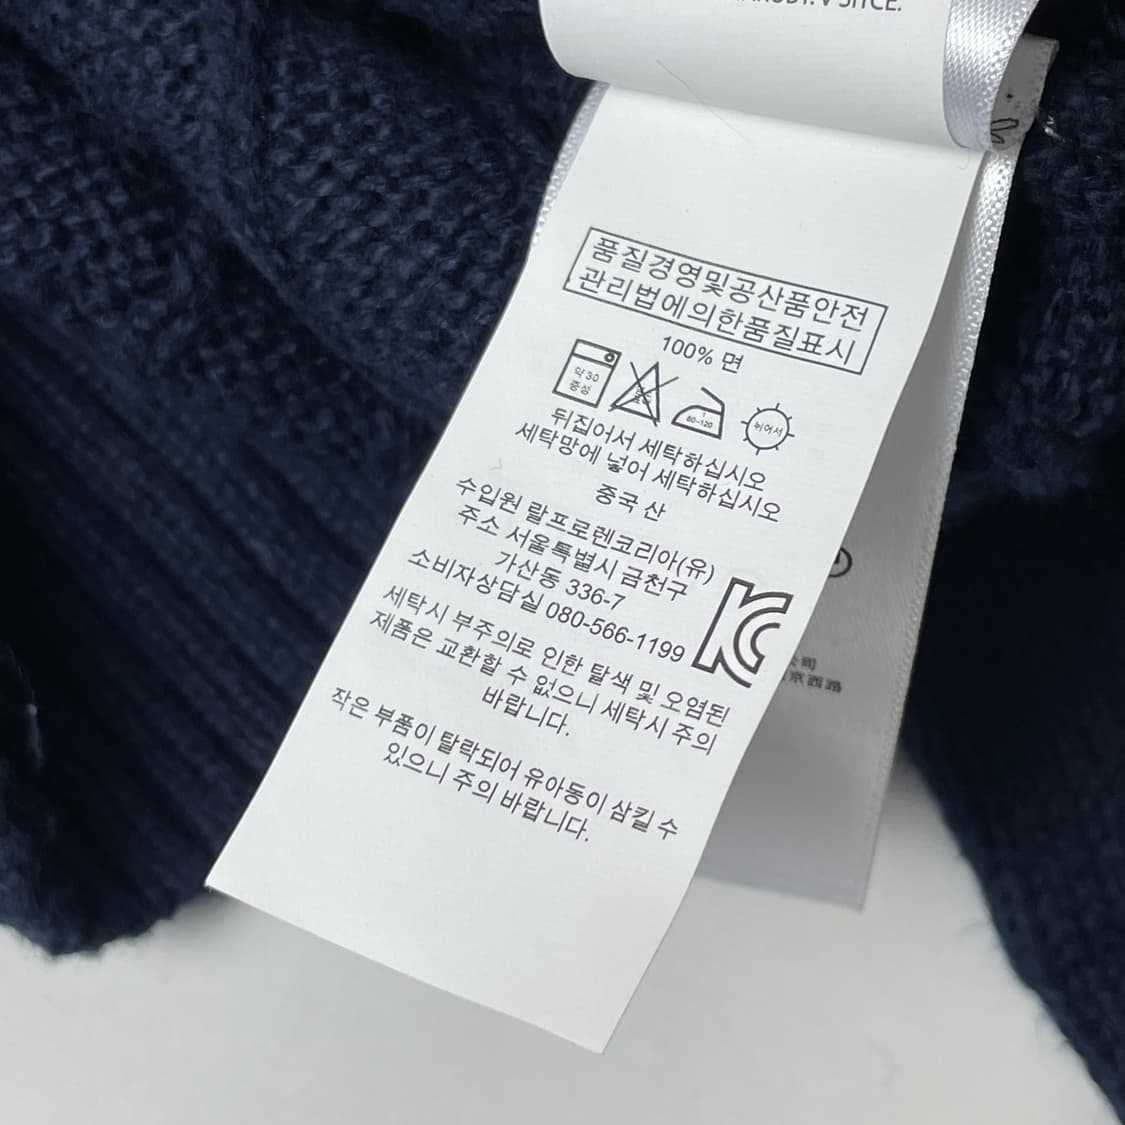 품질경영및공산품안전
관리법에의한품질표시
100% 면
약 30
중성
1
80~120
뉘어서
뒤집어서 세탁하십시오
세탁망에 넣어 세탁하십시오
중국 산
수입원 랄프로렌코리아(유)
주소 서울특별시 금천구
가산동 336-7
소비자상담실 080-566-1199
세탁시 부주의로 인한 탈색 및 오염된
제품은 교환할 수 없으니 세탁시 주의
바랍니다.
작은 부품이 탈락되어 유아동이 삼킬 수
있으니 주의 바랍니다.
京西路